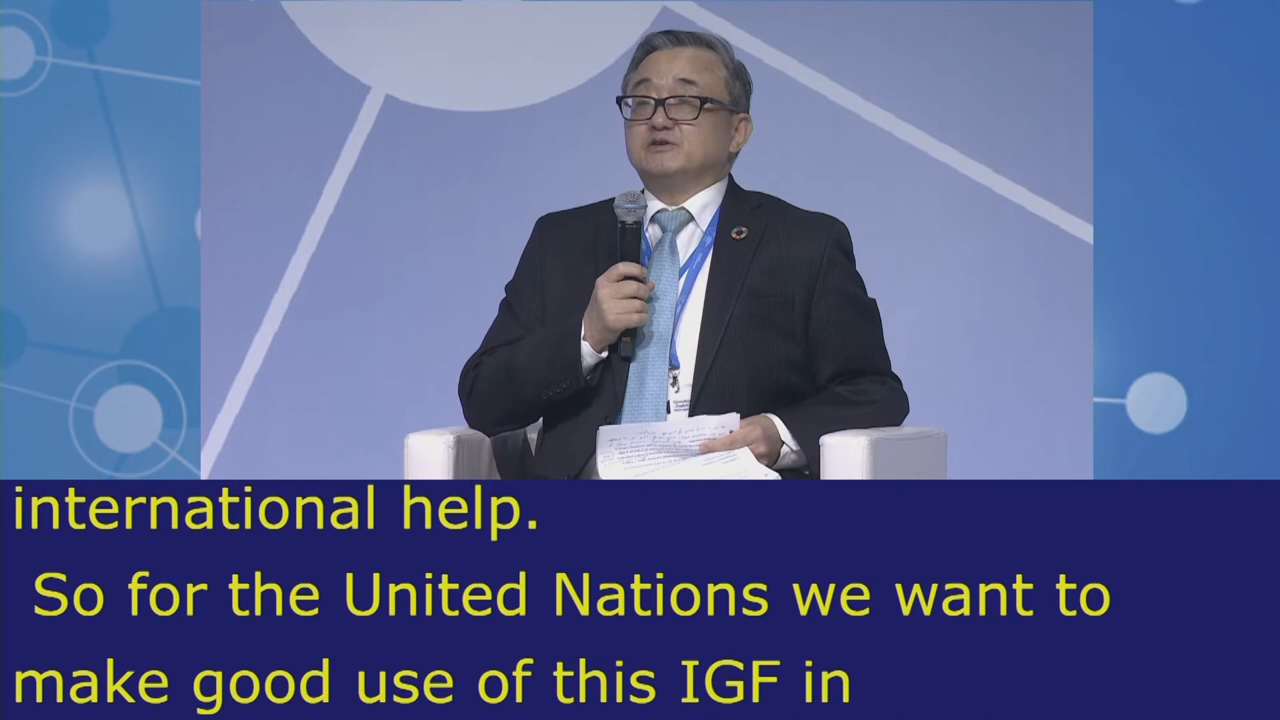 international help.
So for the United Nations we want to
make good use of this IGF in